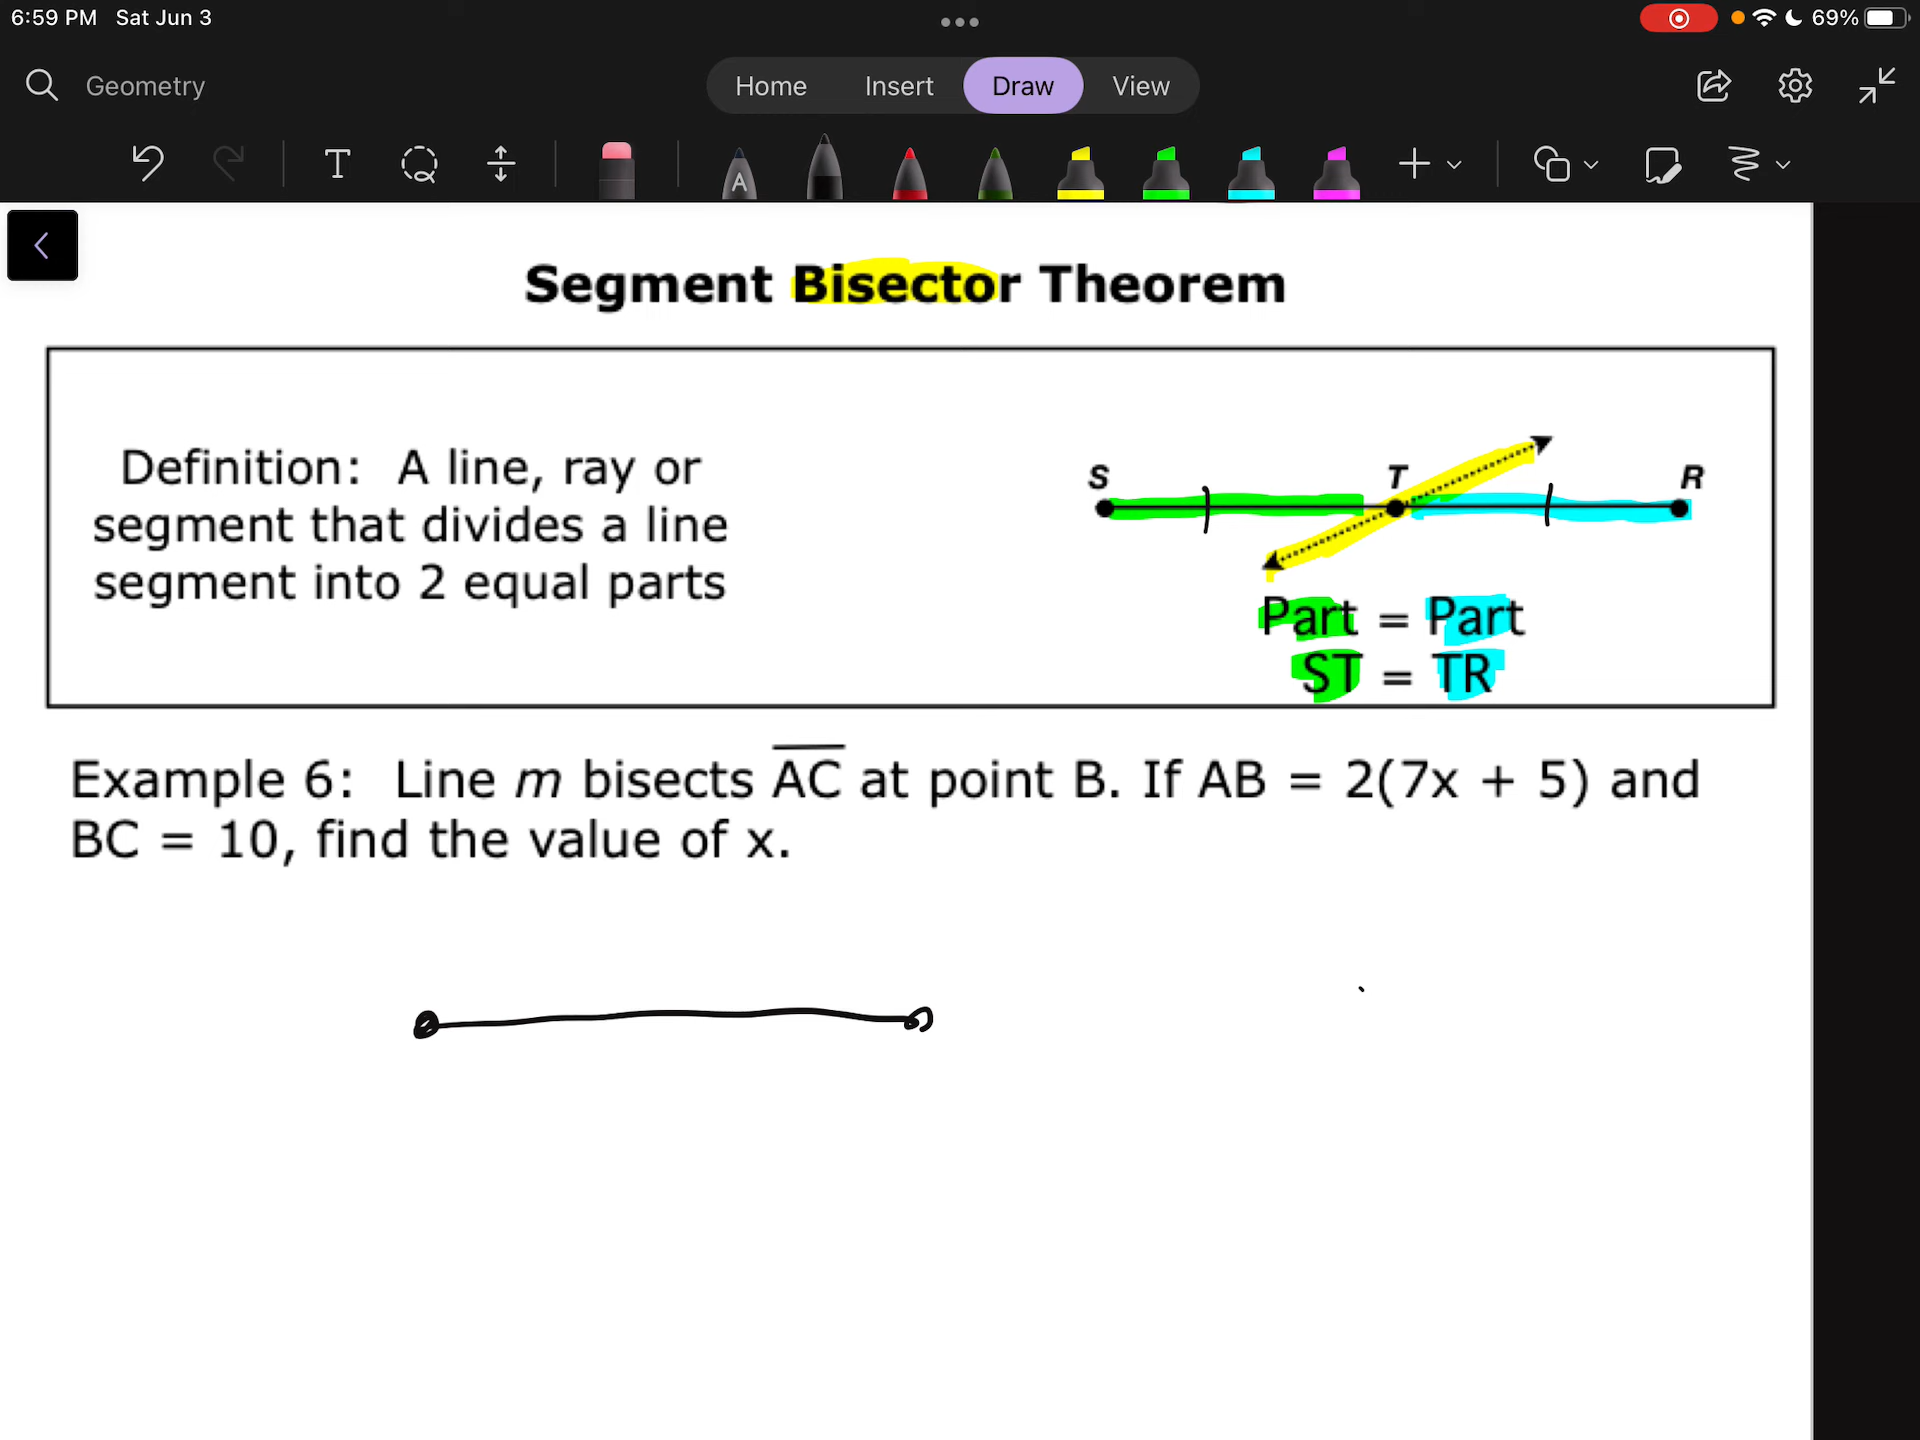 6:59 PM Sat Jun 3
69%
Geometry
Home Insert Draw View
T
A
Segment Bisector Theorem
Definition: A line, ray or
segment that divides a line
segment into 2 equal parts
S T R
Part = Part
ST = TR
Example 6: Line m bisects A̅C̅ at point B. If AB = 2(7x + 5) and
BC = 10, find the value of x.